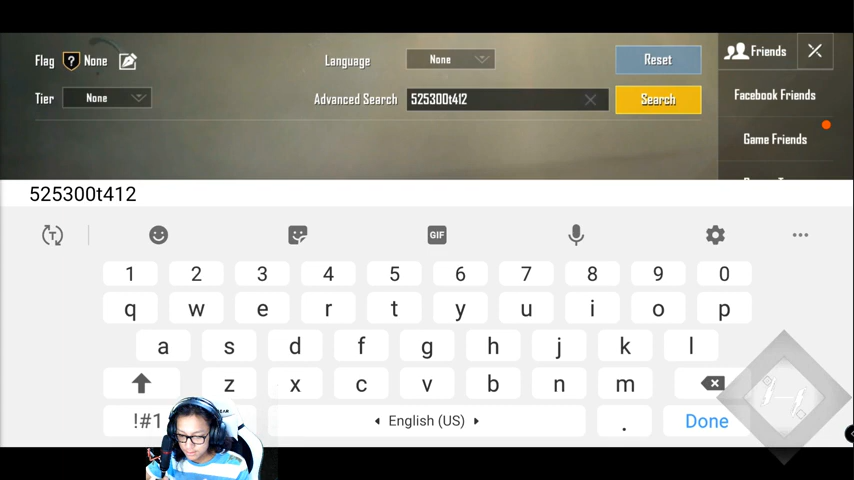 Flag ? None
Language None
Reset
Friends
Tier None
Advanced Search 525300t412
Search
Facebook Friends
Game Friends
525300t412
GIF
1 2 3 4 5 6 7 8 9 0
q w e r t y u i o p
a s d f g h j k l
z x c v b n m
!#1 English (US) . Done